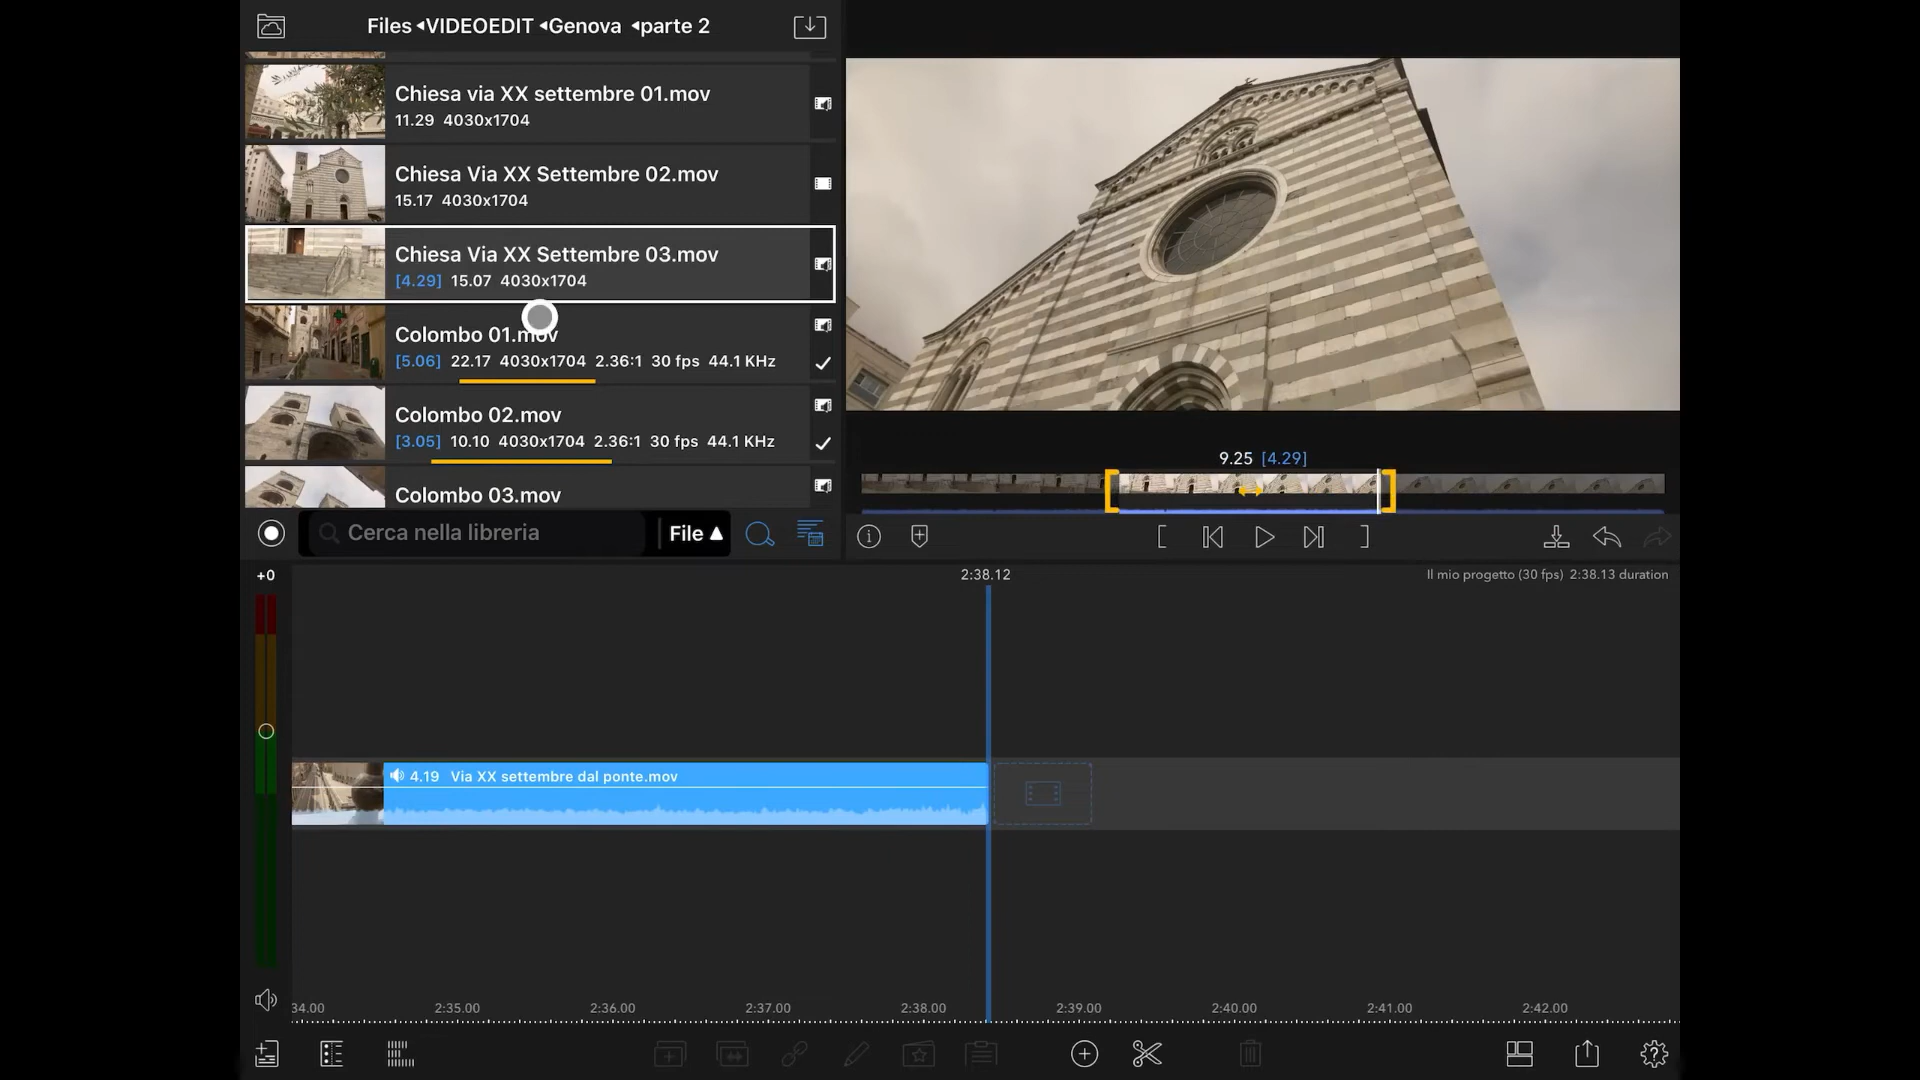 Files ◂VIDEOEDIT ◂Genova ◂parte 2
Chiesa via XX settembre 01.mov
11.29 4030x1704
Chiesa Via XX Settembre 02.mov
15.17 4030x1704
Chiesa Via XX Settembre 03.mov
[4.29] 15.07 4030x1704
Colombo 01.mov
[5.06] 22.17 4030x1704 2.36:1 30 fps 44.1 KHz
Colombo 02.mov
[3.05] 10.10 4030x1704 2.36:1 30 fps 44.1 KHz
Colombo 03.mov
9.25 [4.29]
Cerca nella libreria
File ▲
+0
2:38.12
Il mio progetto (30 fps) 2:38.13 duration
4.19 Via XX settembre dal ponte.mov
34.00 2:35.00 2:36.00 2:37.00 2:38.00 2:39.00 2:40.00 2:41.00 2:42.00